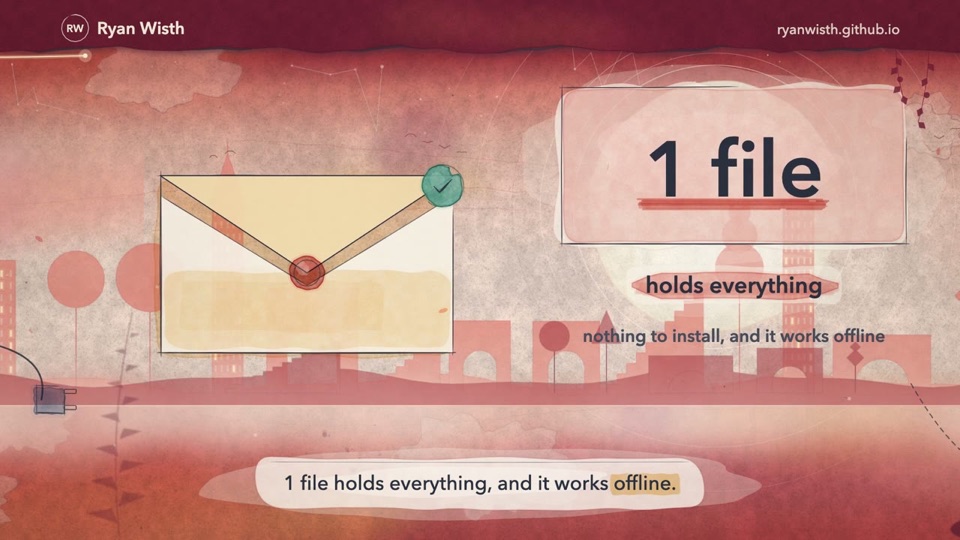 RW Ryan Wisth
ryanwisth.github.io
1 file
holds everything
nothing to install, and it works offline
1 file holds everything, and it works offline.